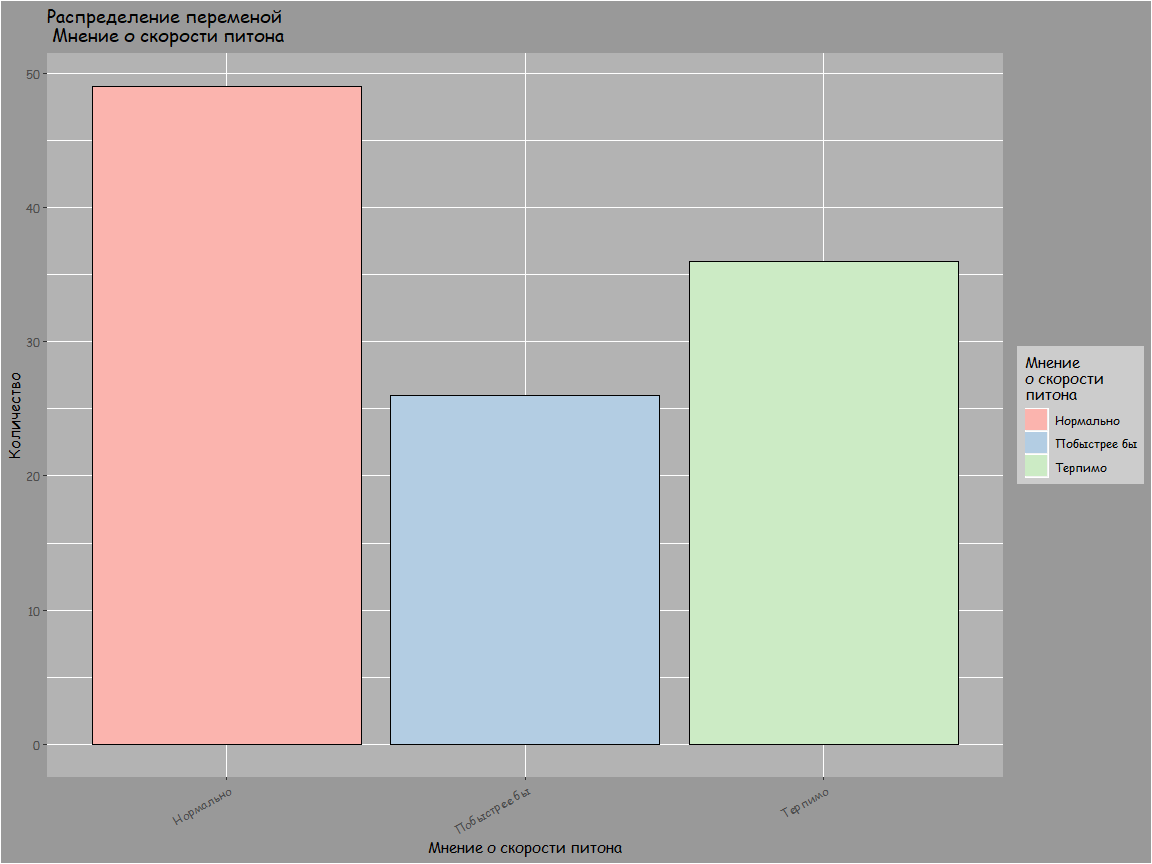 Распределение переменой
Мнение о скорости питона
50
40
30
20
10
0
Количество
Нормально
Побыстрее бы
Терпимо
Мнение о скорости питона
Мнение
о скорости
питона
Нормально
Побыстрее бы
Терпимо